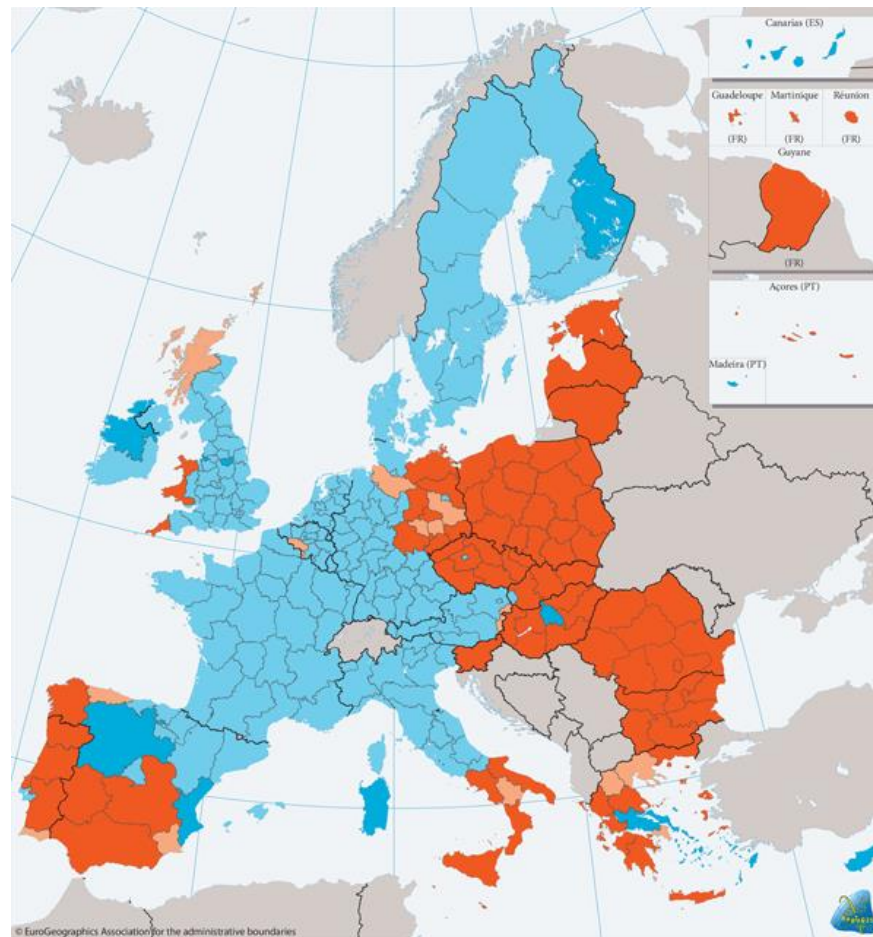 Canarias (ES)
Guadeloupe
Martinique
Réunion
(FR)
(FR)
(FR)
Guyane
(FR)
Açores (PT)
Madeira (PT)
© EuroGeographics Association for the administrative boundaries